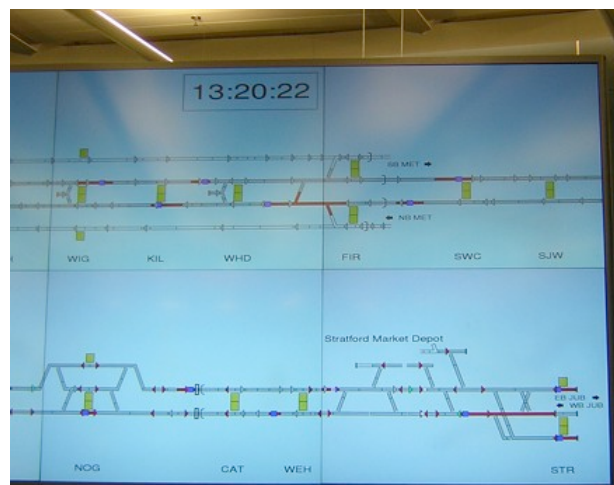 13:20:22
SB MET
NB MET
WIG KIL WHD FIR SWC SJW
Stratford Market Depot
EB JUB
WB JUB
NOG CAT WEH STR